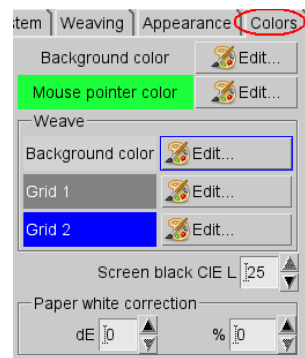 tem Weaving Appearance Colors
Background color Edit...
Mouse pointer color Edit...
Weave
Background color Edit...
Grid 1 Edit...
Grid 2 Edit...
Screen black CIE L 25
Paper white correction
dE 0 % 0